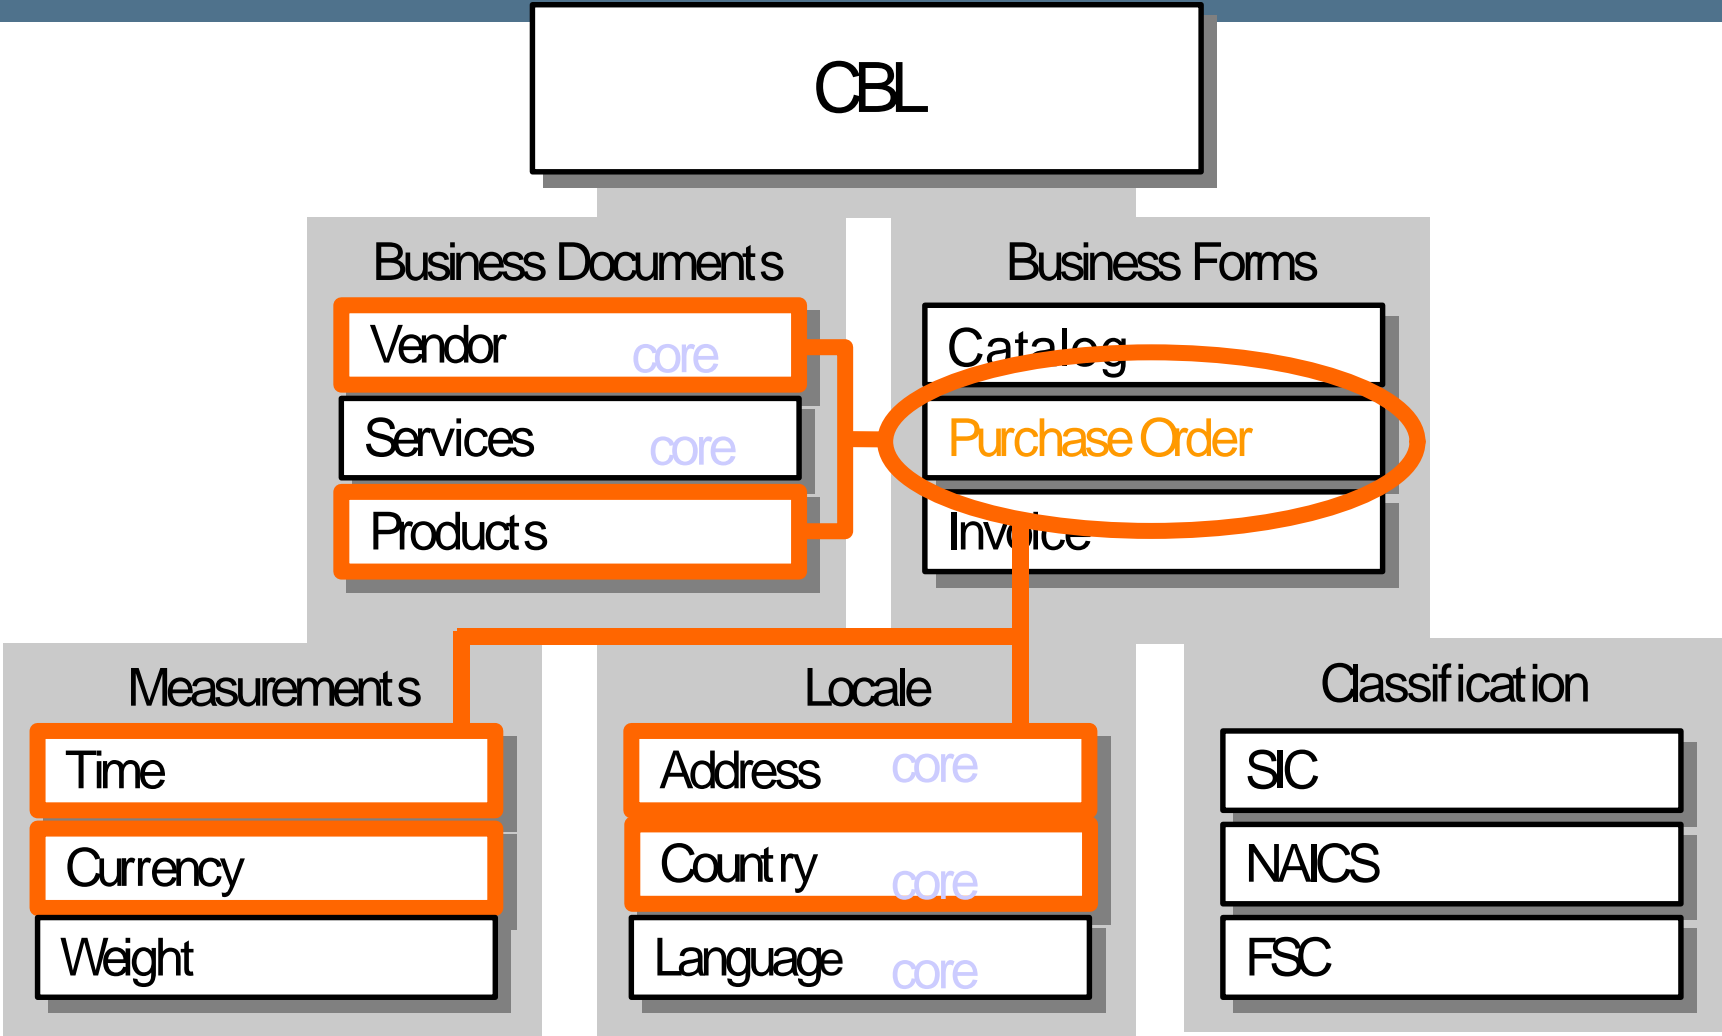 CBL
Business Documents
Vendor core
Services core
Products
Business Forms
Catalog
Purchase Order
Invoice
Measurements
Time
Currency
Weight
Locale
Address core
Country core
Language core
Classification
SIC
NAICS
FSC